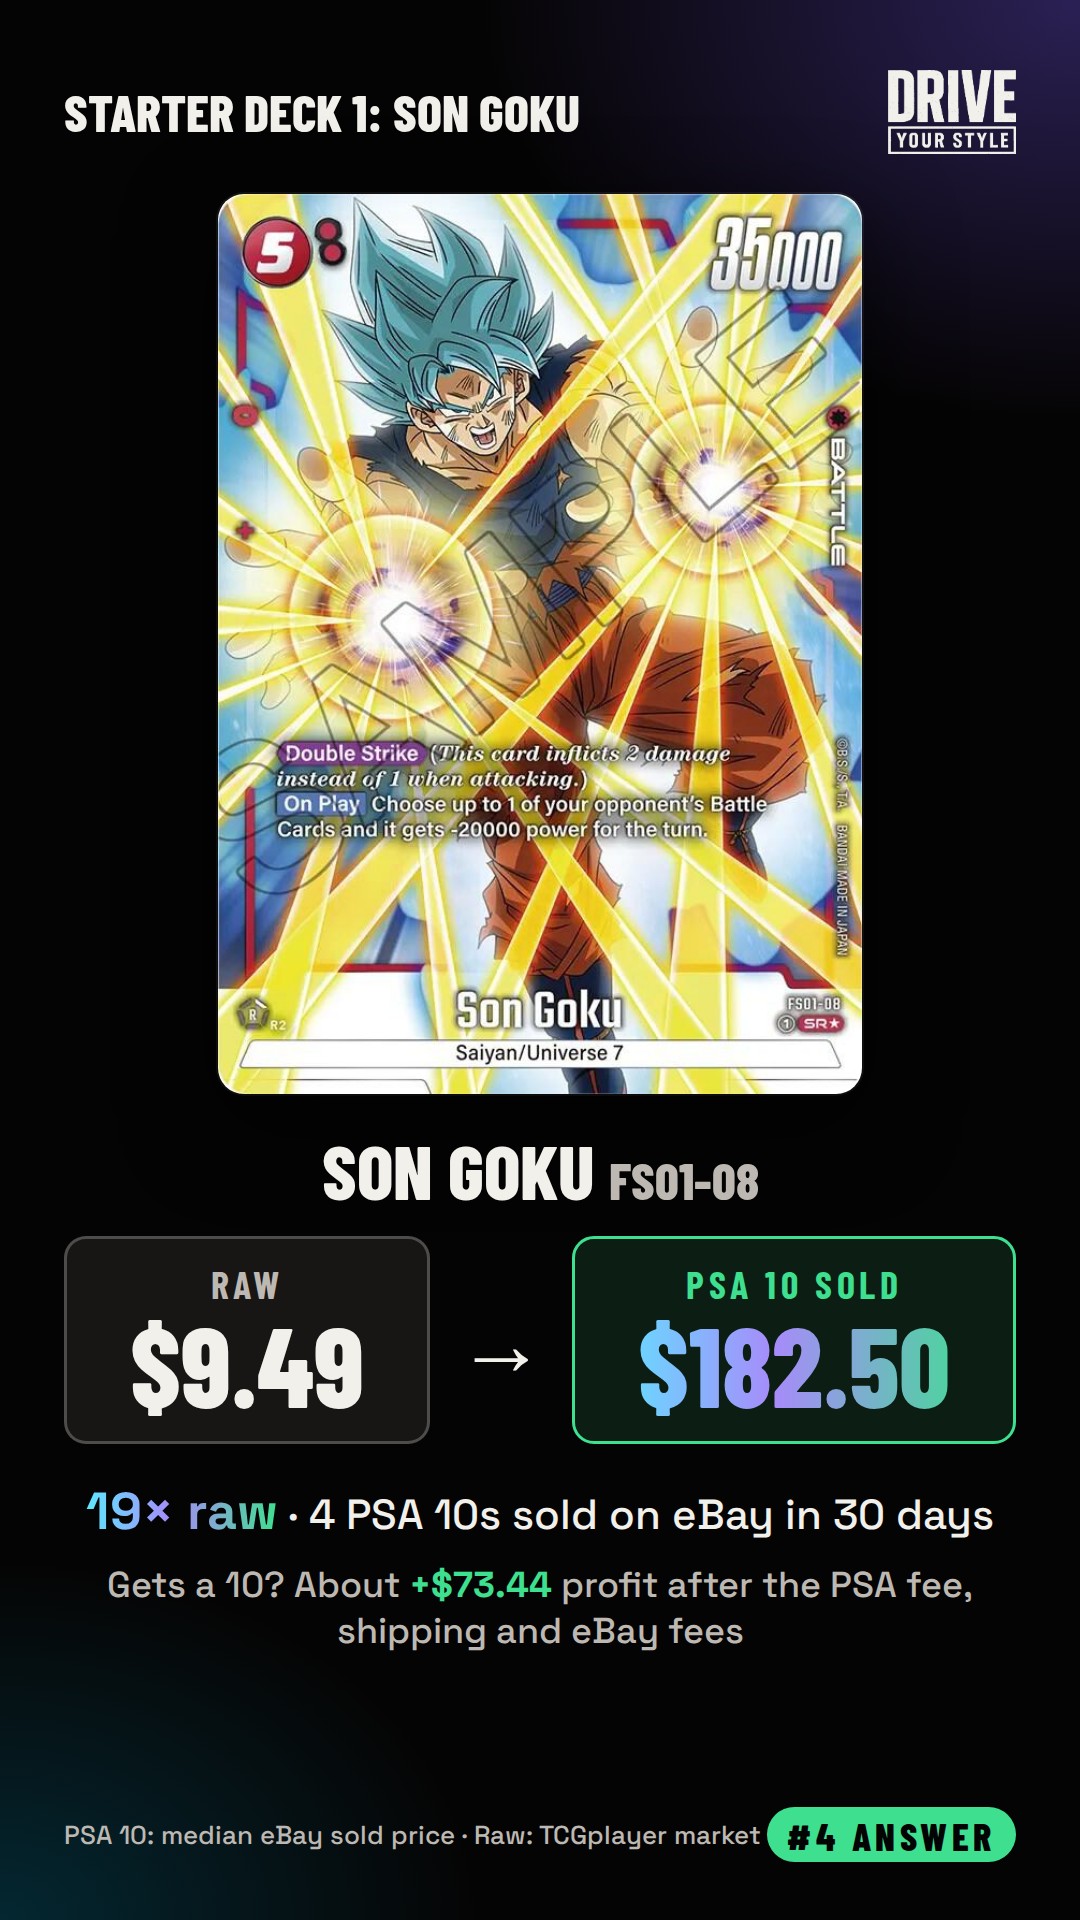 STARTER DECK 1: SON GOKU
DRIVE
YOUR STYLE
5 8
35000
BATTLE
SAMPLE
Double Strike (This card inflicts 2 damage
instead of 1 when attacking.)
On Play Choose up to 1 of your opponent's Battle
Cards and it gets -20000 power for the turn.
©B.S./S., T.A. BANDAI MADE IN JAPAN
R R2
Son Goku
FS01-08
1 SR★
Saiyan/Universe 7
SON GOKU FS01-08
RAW
$9.49
→
PSA 10 SOLD
$182.50
19× raw · 4 PSA 10s sold on eBay in 30 days
Gets a 10? About +$73.44 profit after the PSA fee,
shipping and eBay fees
PSA 10: median eBay sold price · Raw: TCGplayer market
#4 ANSWER